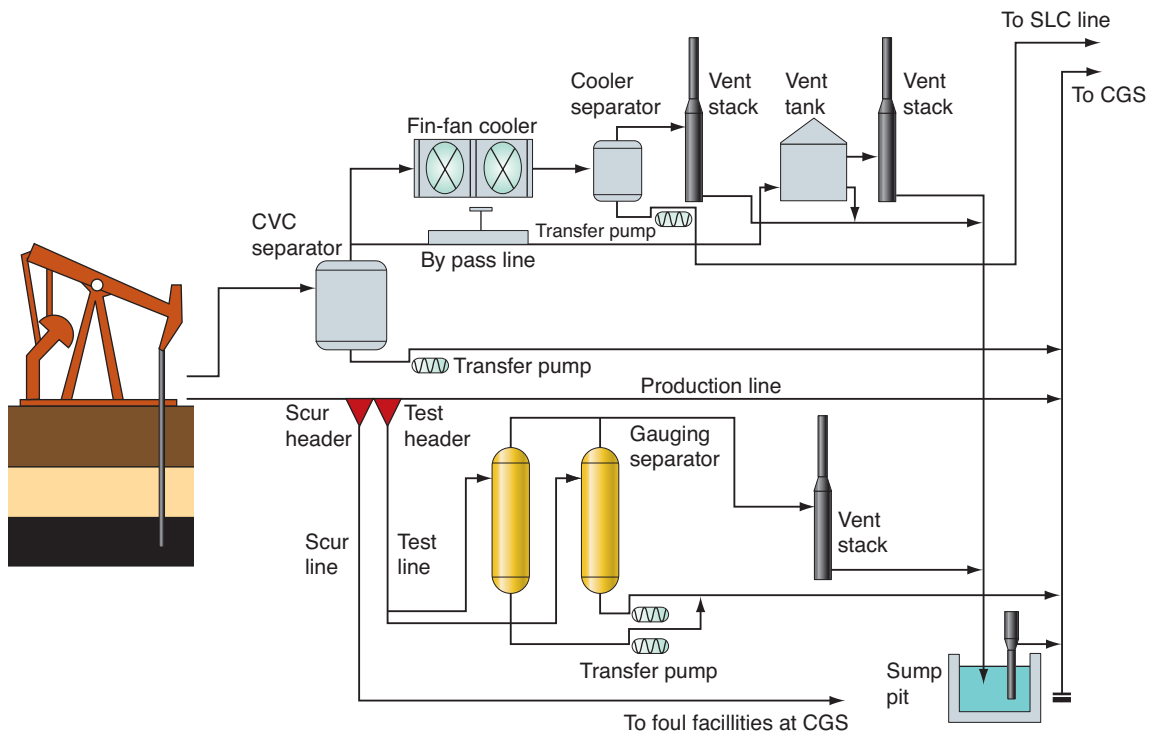 To SLC line
To CGS
Cooler
separator
Vent
stack
Vent
tank
Vent
stack
Fin-fan cooler
CVC
separator
Transfer pump
By pass line
Transfer pump
Production line
Scur
header
Test
header
Gauging
separator
Scur
line
Test
line
Vent
stack
Transfer pump
Sump
pit
To foul facillities at CGS